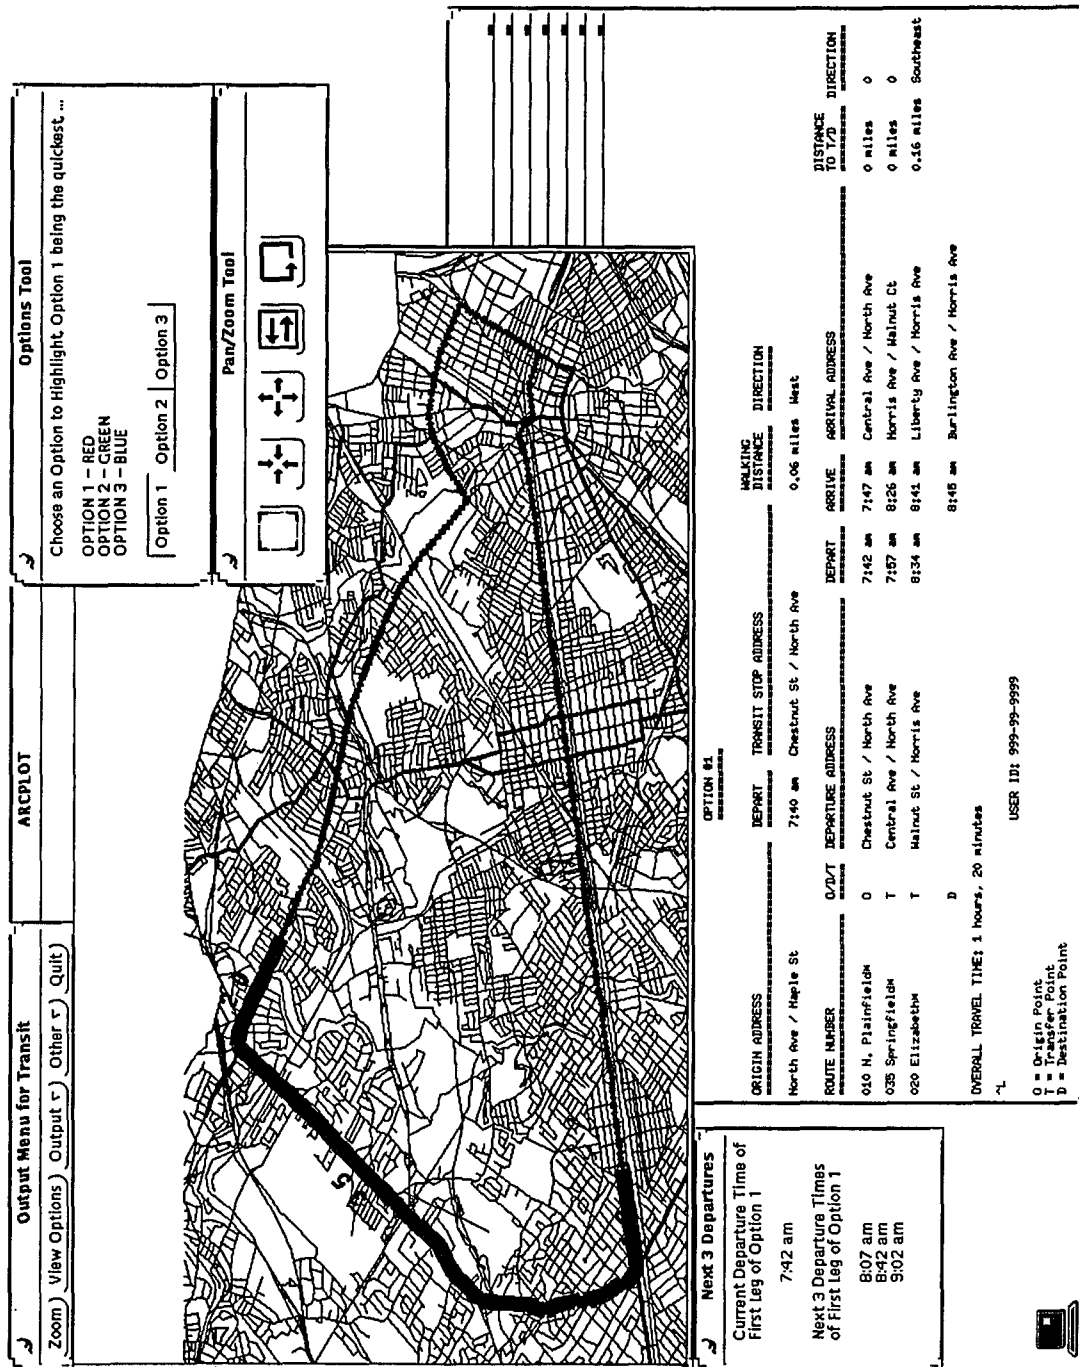 Output Menu for Transit
Zoom View Options Output Other Quit
ARCPLOT
Options Tool
Choose an Option to Highlight, Option 1 being the quickest. ...
OPTION 1 – RED
OPTION 2 – GREEN
OPTION 3 – BLUE
Option 1 Option 2 Option 3
Pan/Zoom Tool
35
Next 3 Departures
Current Departure Time of
First Leg of Option 1
7:42 am
Next 3 Departure Times
of First Leg of Option 1
8:07 am
8:42 am
9:02 am
OPTION #1
ORIGIN ADDRESS DEPART TRANSIT STOP ADDRESS WALKING DISTANCE DIRECTION
North Ave / Maple St 7:40 am Chestnut St / North Ave 0.06 miles West
ROUTE NUMBER O/D/T DEPARTURE ADDRESS DEPART ARRIVE ARRIVAL ADDRESS DISTANCE TO T/D DIRECTION
010 N. PlainfieldW O Chestnut St / North Ave 7:42 am 7:47 am Central Ave / North Ave 0 miles 0
035 SpringfieldW T Central Ave / North Ave 7:57 am 8:26 am Morris Ave / Walnut Ct 0 miles 0
020 ElizabethW T Walnut St / Morris Ave 8:34 am 8:41 am Liberty Ave / Morris Ave 0.16 miles Southeast
D 8:45 am Burlington Ave / Morris Ave
OVERALL TRAVEL TIME: 1 hours, 20 minutes
^L
USER ID: 999-99-9999
O = Origin Point
T = Transfer Point
D = Destination Point